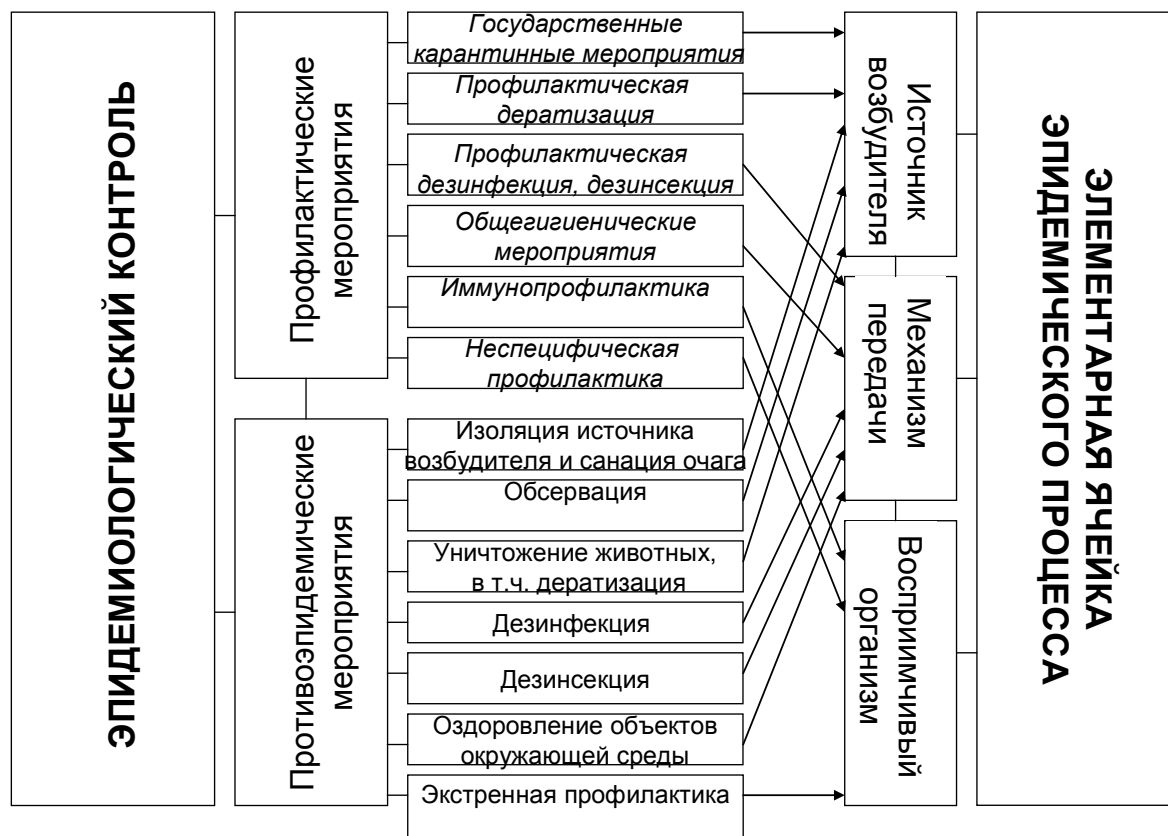 ЭПИДЕМИОЛОГИЧЕСКИЙ КОНТРОЛЬ
Профилактические
мероприятия
Государственные
карантинные мероприятия
Профилактическая
дератизация
Профилактическая
дезинфекция, дезинсекция
Общегигиенические
мероприятия
Иммунопрофилактика
Неспецифическая
профилактика
Противоэпидемические
мероприятия
Изоляция источника
возбудителя и санация очага
Обсервация
Уничтожение животных,
в т.ч. дератизация
Дезинфекция
Дезинсекция
Оздоровление объектов
окружающей среды
Экстренная профилактика
Источник
возбудителя
Механизм
передачи
Восприимчивый
организм
ЭЛЕМЕНТАРНАЯ ЯЧЕЙКА
ЭПИДЕМИЧЕСКОГО ПРОЦЕССА